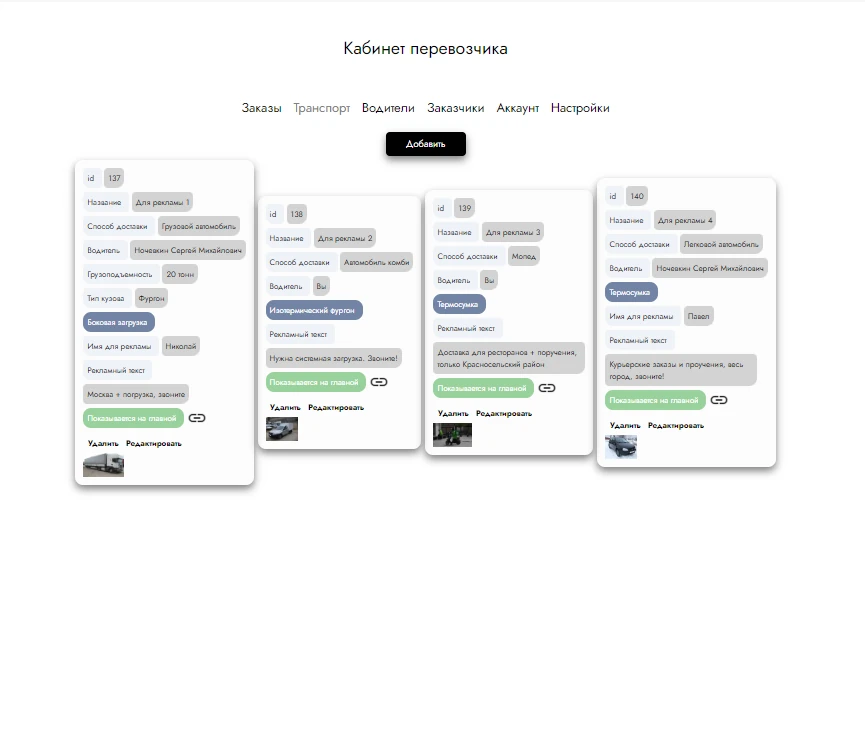 Кабинет перевозчика
Заказы Транспорт Водители Заказчики Аккаунт Настройки
Добавить
id 137
Название Для рекламы 1
Способ доставки Грузовой автомобиль
Водитель Ночевкин Сергей Михайлович
Грузоподъемность 20 тонн
Тип кузова Фургон
Боковая загрузка
Имя для рекламы Николай
Рекламный текст
Москва + погрузка, звоните
Показывается на главной
Удалить Редактировать
id 138
Название Для рекламы 2
Способ доставки Автомобиль комби
Водитель Вы
Изотермический фургон
Рекламный текст
Нужна системная загрузка. Звоните!
Показывается на главной
Удалить Редактировать
id 139
Название Для рекламы 3
Способ доставки Мопед
Водитель Вы
Термосумка
Рекламный текст
Доставка для ресторанов + поручения,
только Красносельский район
Показывается на главной
Удалить Редактировать
id 140
Название Для рекламы 4
Способ доставки Легковой автомобиль
Водитель Ночевкин Сергей Михайлович
Термосумка
Имя для рекламы Павел
Рекламный текст
Курьерские заказы и проучения, весь
город, звоните!
Показывается на главной
Удалить Редактировать